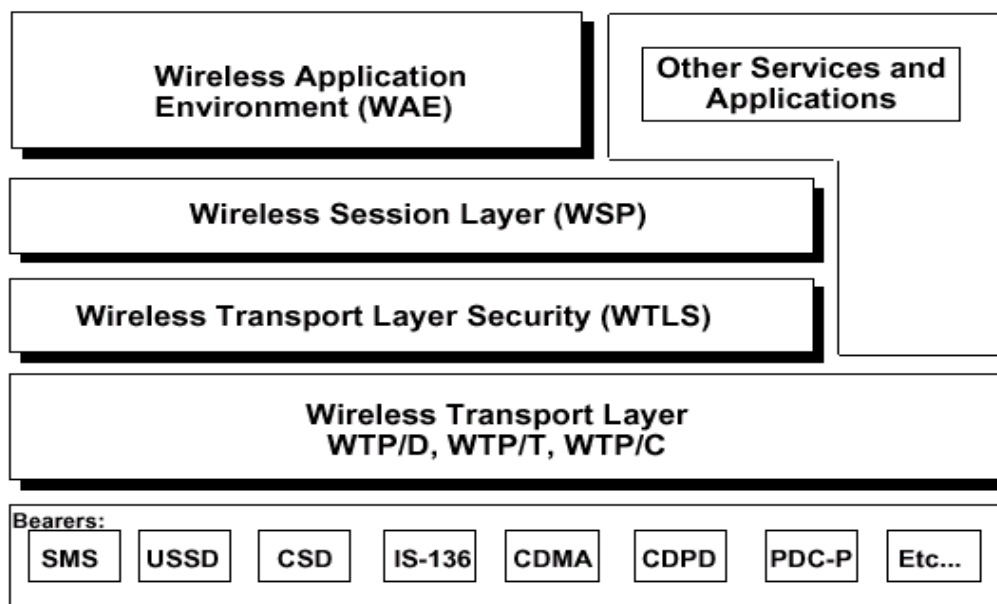 Wireless Application
Environment (WAE)
Other Services and
Applications
Wireless Session Layer (WSP)
Wireless Transport Layer Security (WTLS)
Wireless Transport Layer
WTP/D, WTP/T, WTP/C
Bearers:
SMS USSD CSD IS-136 CDMA CDPD PDC-P Etc...